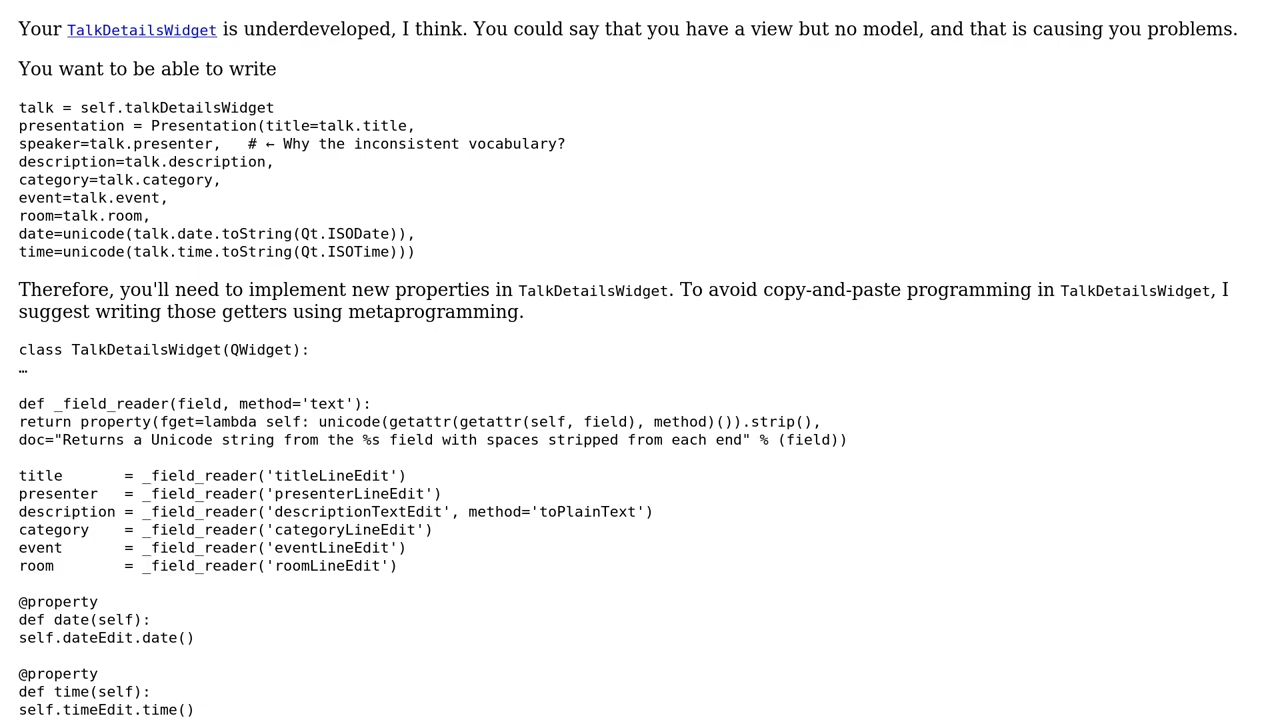 Your TalkDetailsWidget is underdeveloped, I think. You could say that you have a view but no model, and that is causing you problems.
You want to be able to write
talk = self.talkDetailsWidget
presentation = Presentation(title=talk.title,
speaker=talk.presenter,   # ← Why the inconsistent vocabulary?
description=talk.description,
category=talk.category,
event=talk.event,
room=talk.room,
date=unicode(talk.date.toString(Qt.ISODate)),
time=unicode(talk.time.toString(Qt.ISOTime)))
Therefore, you'll need to implement new properties in TalkDetailsWidget. To avoid copy-and-paste programming in TalkDetailsWidget, I
suggest writing those getters using metaprogramming.
class TalkDetailsWidget(QWidget):
…
def _field_reader(field, method='text'):
return property(fget=lambda self: unicode(getattr(getattr(self, field), method)()).strip(),
doc="Returns a Unicode string from the %s field with spaces stripped from each end" % (field))
title       = _field_reader('titleLineEdit')
presenter   = _field_reader('presenterLineEdit')
description = _field_reader('descriptionTextEdit', method='toPlainText')
category    = _field_reader('categoryLineEdit')
event       = _field_reader('eventLineEdit')
room        = _field_reader('roomLineEdit')
@property
def date(self):
self.dateEdit.date()
@property
def time(self):
self.timeEdit.time()